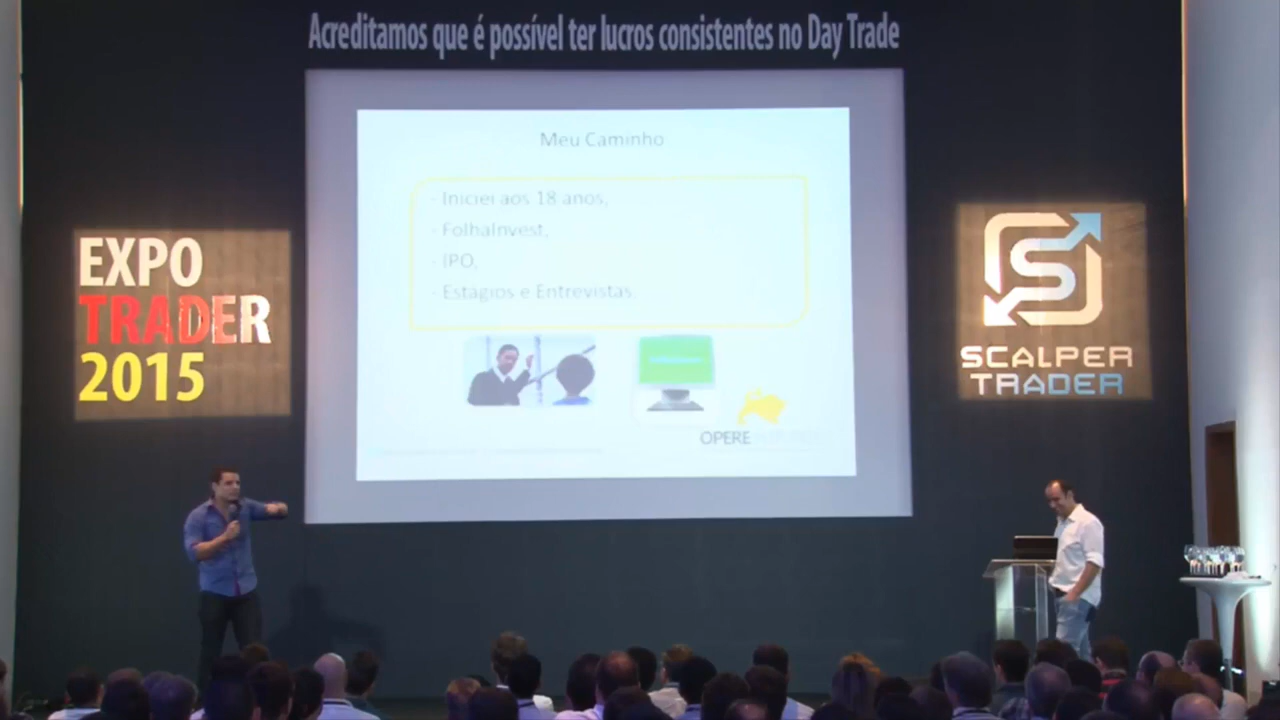 Acreditamos que é possível ter lucros consistentes no Day Trade
Meu Caminho
- Iniciei aos 18 anos,
- FolhaInvest,
- IPO,
- Estágios e Entrevistas.
OPERE
EXPO
TRADER
2015
S
SCALPER
TRADER